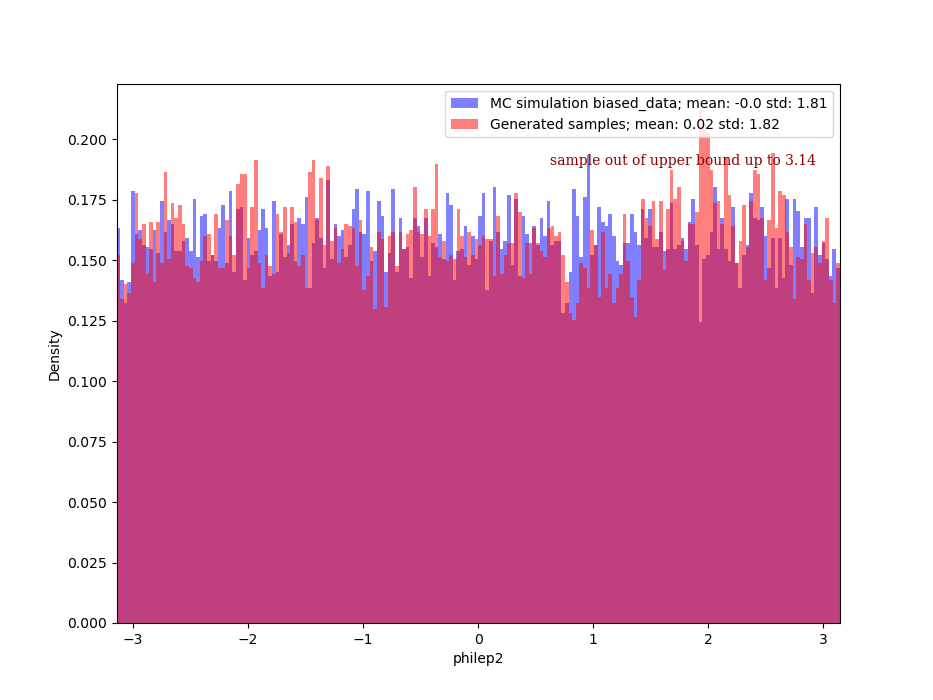 MC simulation biased_data; mean: -0.0 std: 1.81
Generated samples; mean: 0.02 std: 1.82
sample out of upper bound up to 3.14
0.200
0.175
0.150
0.125
0.100
0.075
0.050
0.025
0.000
Density
−3 −2 −1 0 1 2 3
philep2